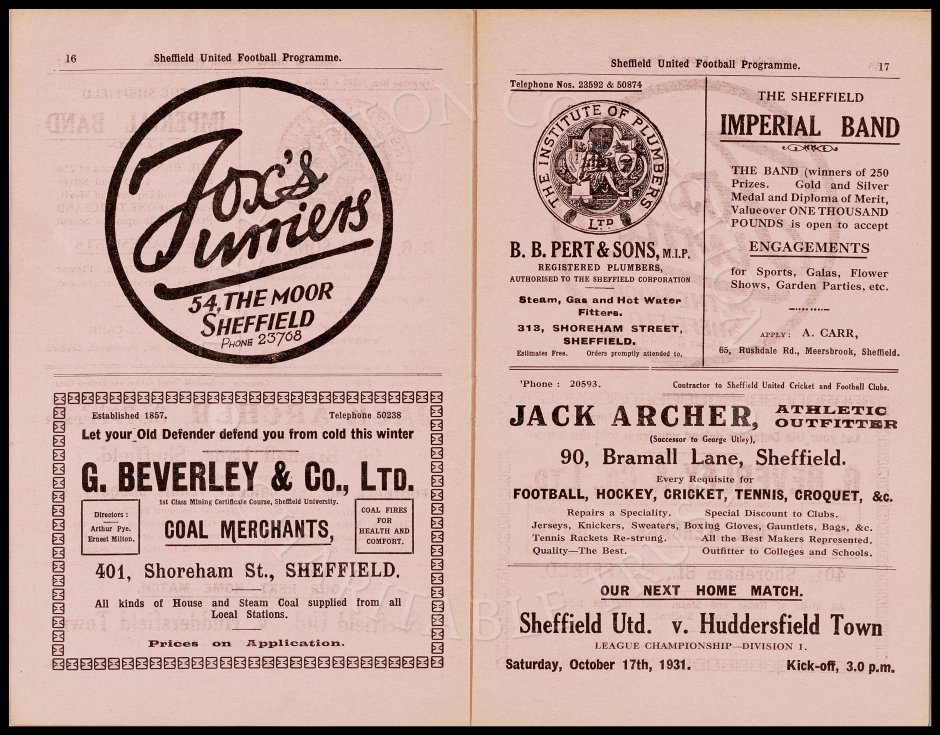 16
Sheffield United Football Programme.
Fox's
Furriers
54, THE MOOR
SHEFFIELD
PHONE 23768
Established 1857.
Telephone 50238
Let your Old Defender defend you from cold this winter
G. BEVERLEY & Co., LTD.
1st Class Mining Certificate Course, Sheffield University.
Directors :
Arthur Pye.
Ernest Milton.
COAL MERCHANTS,
COAL FIRES
FOR
HEALTH AND
COMFORT.
401, Shoreham St., SHEFFIELD.
All kinds of House and Steam Coal supplied from all
Local Stations.
Prices on Application.
Sheffield United Football Programme.
17
Telephone Nos. 23592 & 50874
THE INSTITUTE OF PLUMBERS
LTD
B. B. PERT & SONS, M.I.P.
REGISTERED PLUMBERS,
AUTHORISED TO THE SHEFFIELD CORPORATION
Steam, Gas and Hot Water
Fitters.
313, SHOREHAM STREET,
SHEFFIELD.
Estimates Free. Orders promptly attended to.
THE SHEFFIELD
IMPERIAL BAND
THE BAND (winners of 250
Prizes. Gold and Silver
Medal and Diploma of Merit,
Value over ONE THOUSAND
POUNDS is open to accept
ENGAGEMENTS
for Sports, Galas, Flower
Shows, Garden Parties, etc.
APPLY: A. CARR,
65, Rushdale Rd., Meersbrook, Sheffield.
'Phone : 20593.
Contractor to Sheffield United Cricket and Football Clubs.
JACK ARCHER, ATHLETIC
OUTFITTER
(Successor to George Utley),
90, Bramall Lane, Sheffield.
Every Requisite for
FOOTBALL, HOCKEY, CRICKET, TENNIS, CROQUET, &c.
Repairs a Speciality. Special Discount to Clubs.
Jerseys, Knickers, Sweaters, Boxing Gloves, Gauntlets, Bags, &c.
Tennis Rackets Re-strung. All the Best Makers Represented.
Quality—The Best. Outfitter to Colleges and Schools.
OUR NEXT HOME MATCH.
Sheffield Utd. v. Huddersfield Town
LEAGUE CHAMPIONSHIP—DIVISION 1.
Saturday, October 17th, 1931. Kick-off, 3.0 p.m.